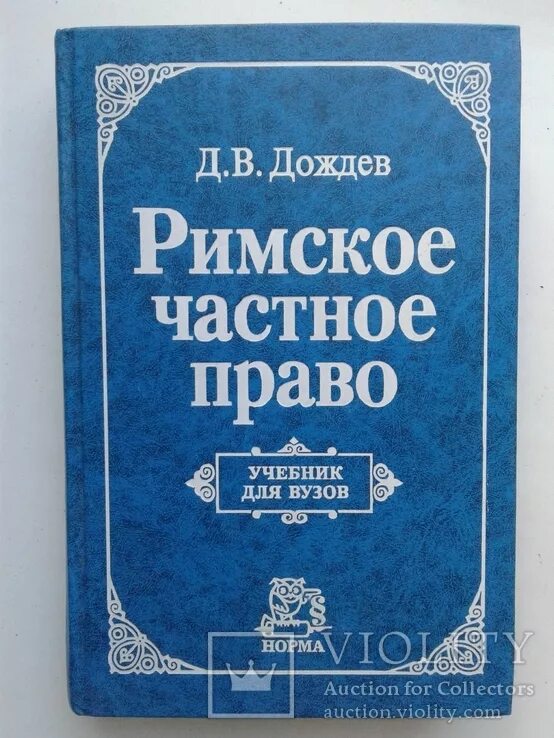 Д.В. Дождев
Римское
частное
право
УЧЕБНИК
ДЛЯ ВУЗОВ
§
НОРМА
VIOLITY
Auction for Collectors
auction.violity.com